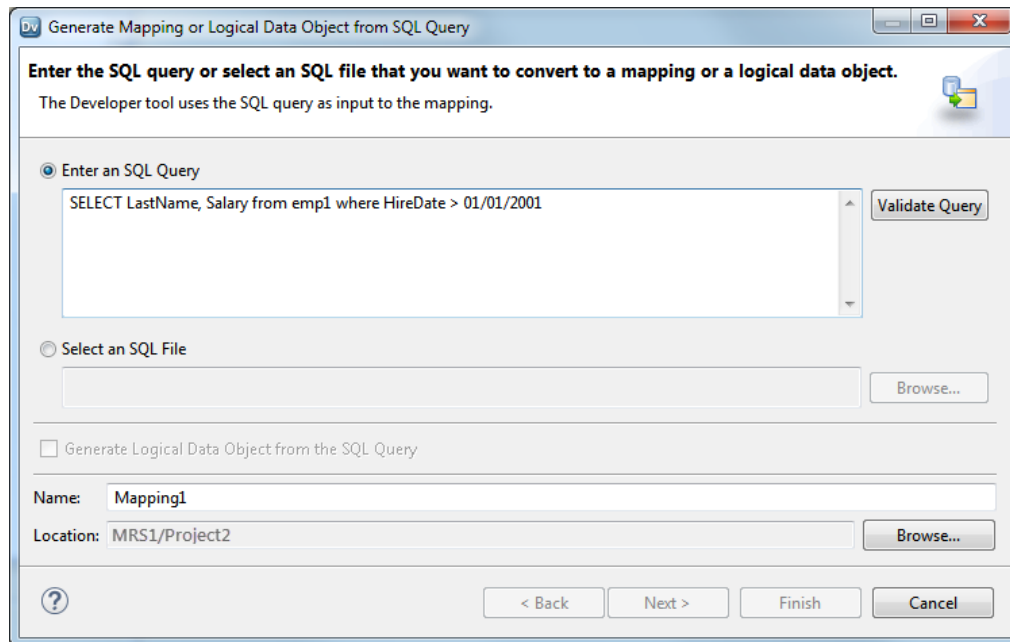 Dv Generate Mapping or Logical Data Object from SQL Query
Enter the SQL query or select an SQL file that you want to convert to a mapping or a logical data object.
The Developer tool uses the SQL query as input to the mapping.
Enter an SQL Query
SELECT LastName, Salary from emp1 where HireDate > 01/01/2001
Validate Query
Select an SQL File
Browse...
Generate Logical Data Object from the SQL Query
Name: Mapping1
Location: MRS1/Project2 Browse...
? < Back Next > Finish Cancel